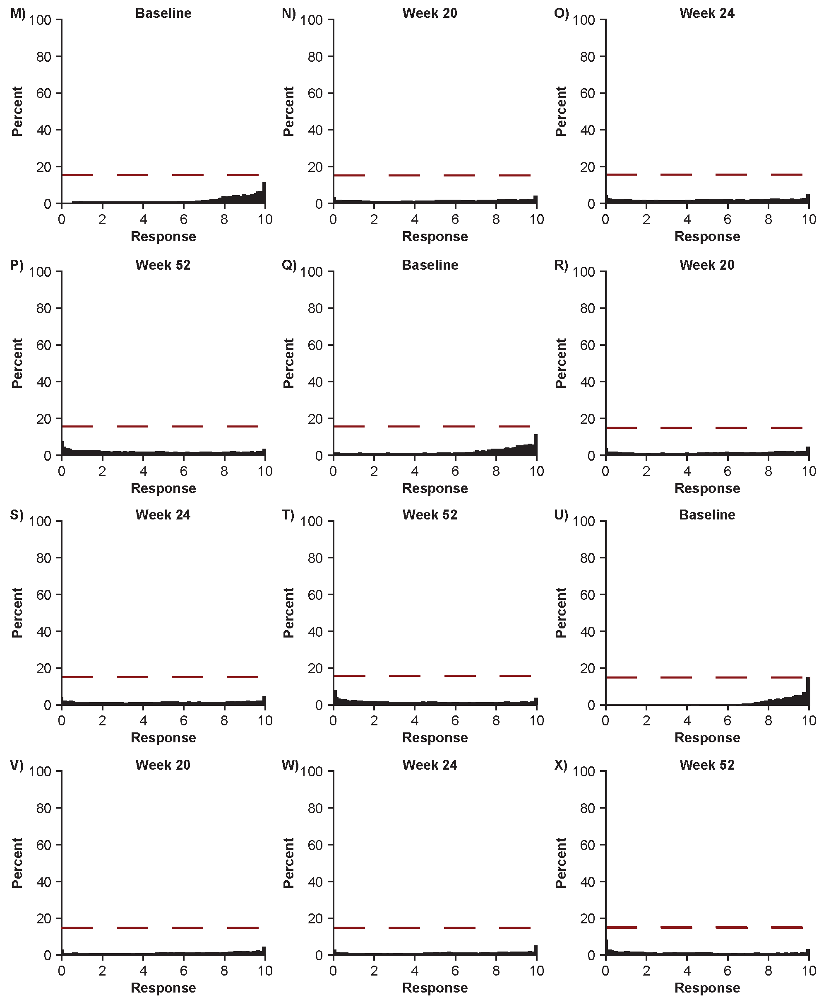 M) Baseline
100
80
60
40
20
0
Percent
0 2 4 6 8 10
Response
N) Week 20
100
80
60
40
20
0
Percent
0 2 4 6 8 10
Response
O) Week 24
100
80
60
40
20
0
Percent
0 2 4 6 8 10
Response
P) Week 52
100
80
60
40
20
0
Percent
0 2 4 6 8 10
Response
Q) Baseline
100
80
60
40
20
0
Percent
0 2 4 6 8 10
Response
R) Week 20
100
80
60
40
20
0
Percent
0 2 4 6 8 10
Response
S) Week 24
100
80
60
40
20
0
Percent
0 2 4 6 8 10
Response
T) Week 52
100
80
60
40
20
0
Percent
0 2 4 6 8 10
Response
U) Baseline
100
80
60
40
20
0
Percent
0 2 4 6 8 10
Response
V) Week 20
100
80
60
40
20
0
Percent
0 2 4 6 8 10
Response
W) Week 24
100
80
60
40
20
0
Percent
0 2 4 6 8 10
Response
X) Week 52
100
80
60
40
20
0
Percent
0 2 4 6 8 10
Response